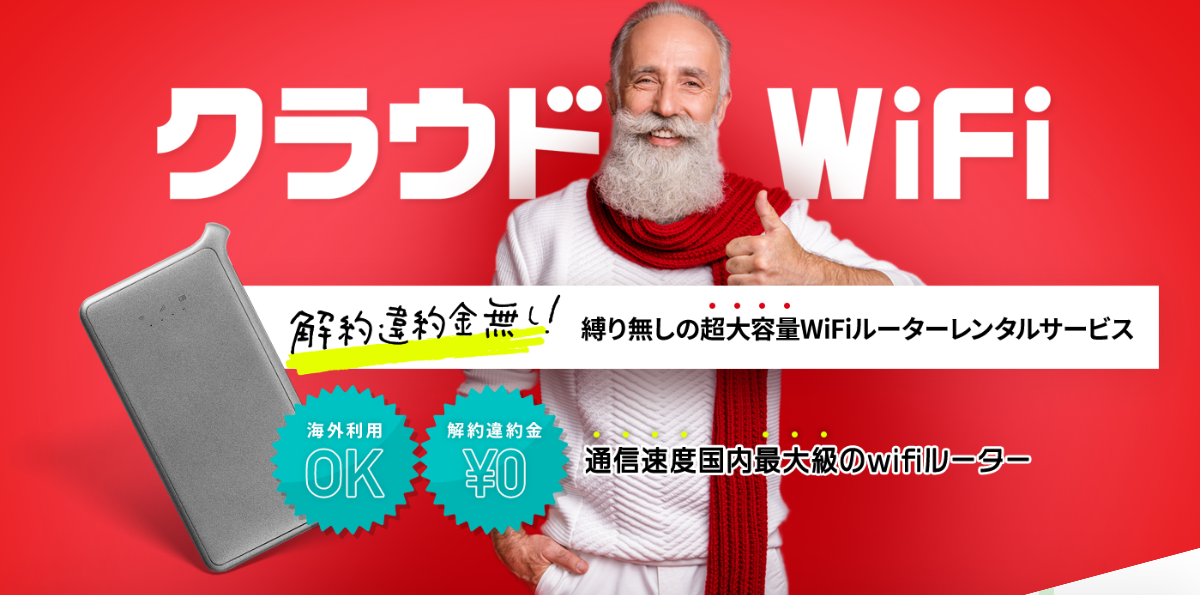 クラウド WiFi
解約違約金無し! 縛り無しの超大容量WiFiルーターレンタルサービス
海外利用
OK
解約違約金
¥0
通信速度国内最大級のwifiルーター